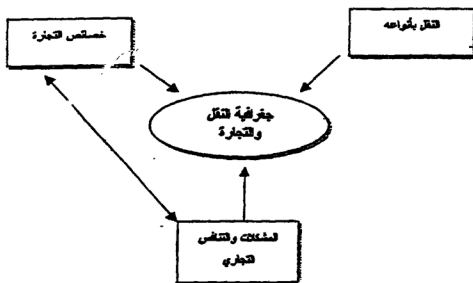 النقل بأنواعه
خصائص التجارة
جغرافية النقل
والتجارة
المشكلات والتنافس
التجاري